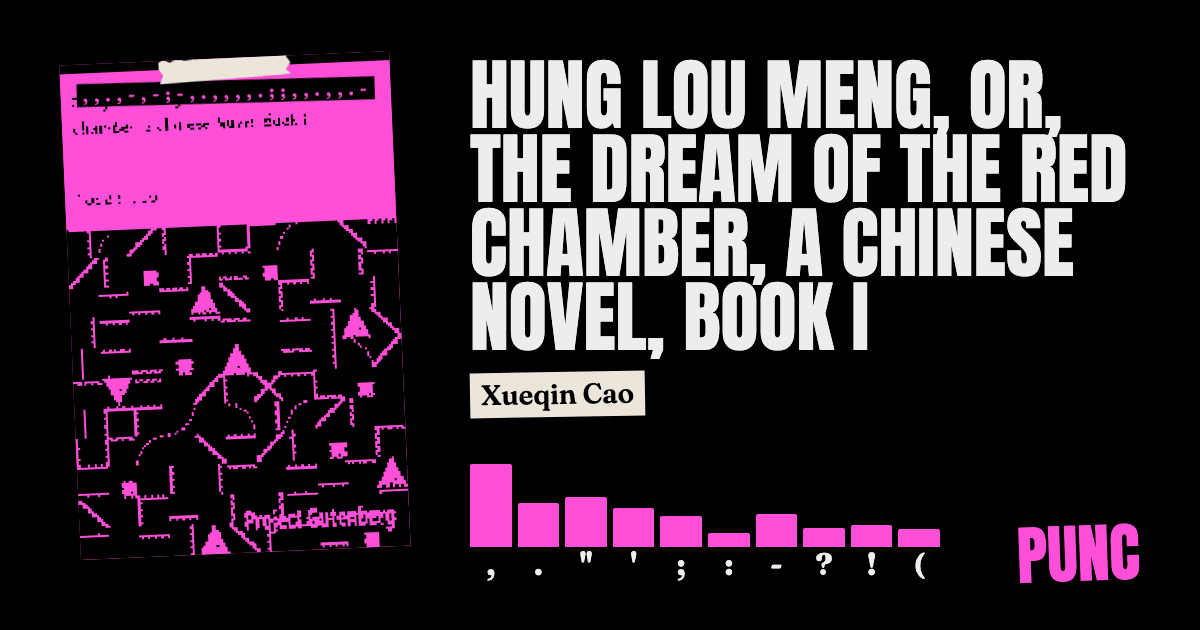 HUNG LOU MENG, OR,
THE DREAM OF THE RED
CHAMBER, A CHINESE
NOVEL, BOOK I
Xueqin Cao
, . " ' ; : - ? ! (
PUNC
Project Gutenberg